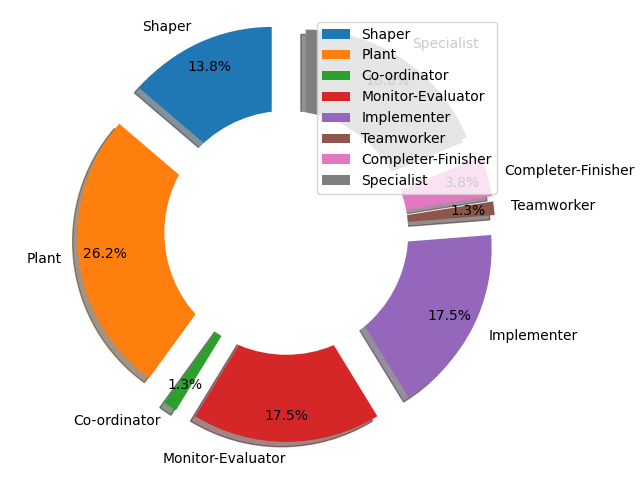 Shaper
13.8%
Plant
26.2%
Co-ordinator
1.3%
Monitor-Evaluator
17.5%
Implementer
17.5%
Teamworker
1.3%
Completer-Finisher
3.8%
Specialist
Shaper
Plant
Co-ordinator
Monitor-Evaluator
Implementer
Teamworker
Completer-Finisher
Specialist